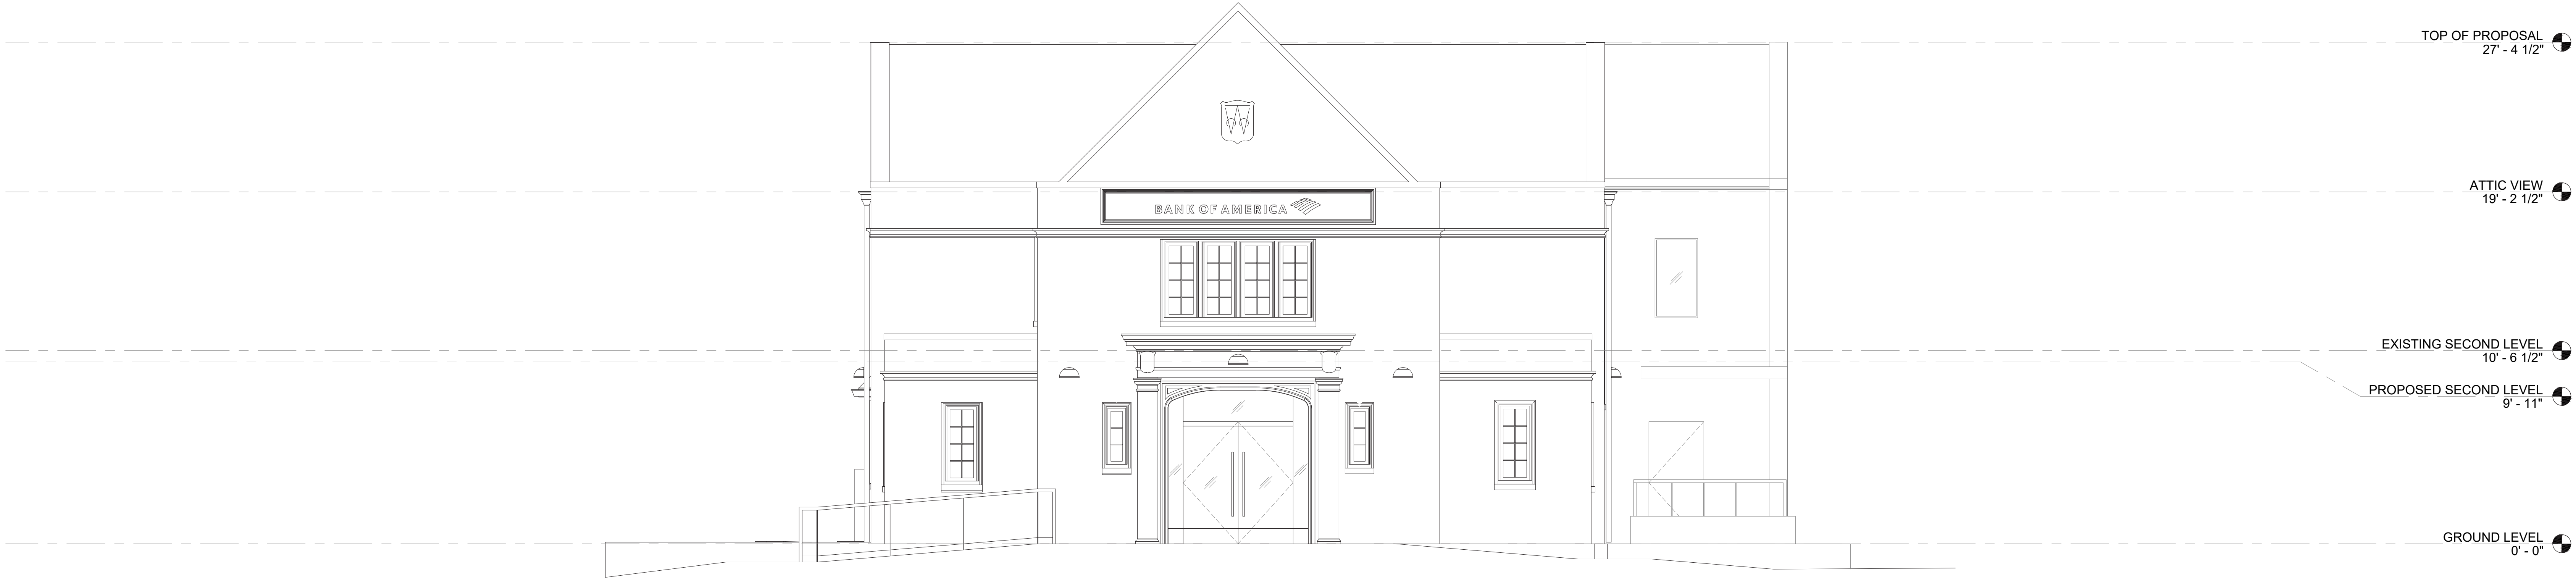 TOP OF PROPOSAL
27' - 4 1/2"
ATTIC VIEW
19' - 2 1/2"
BANK OF AMERICA
EXISTING SECOND LEVEL
10' - 6 1/2"
PROPOSED SECOND LEVEL
9' - 11"
GROUND LEVEL
0' - 0"